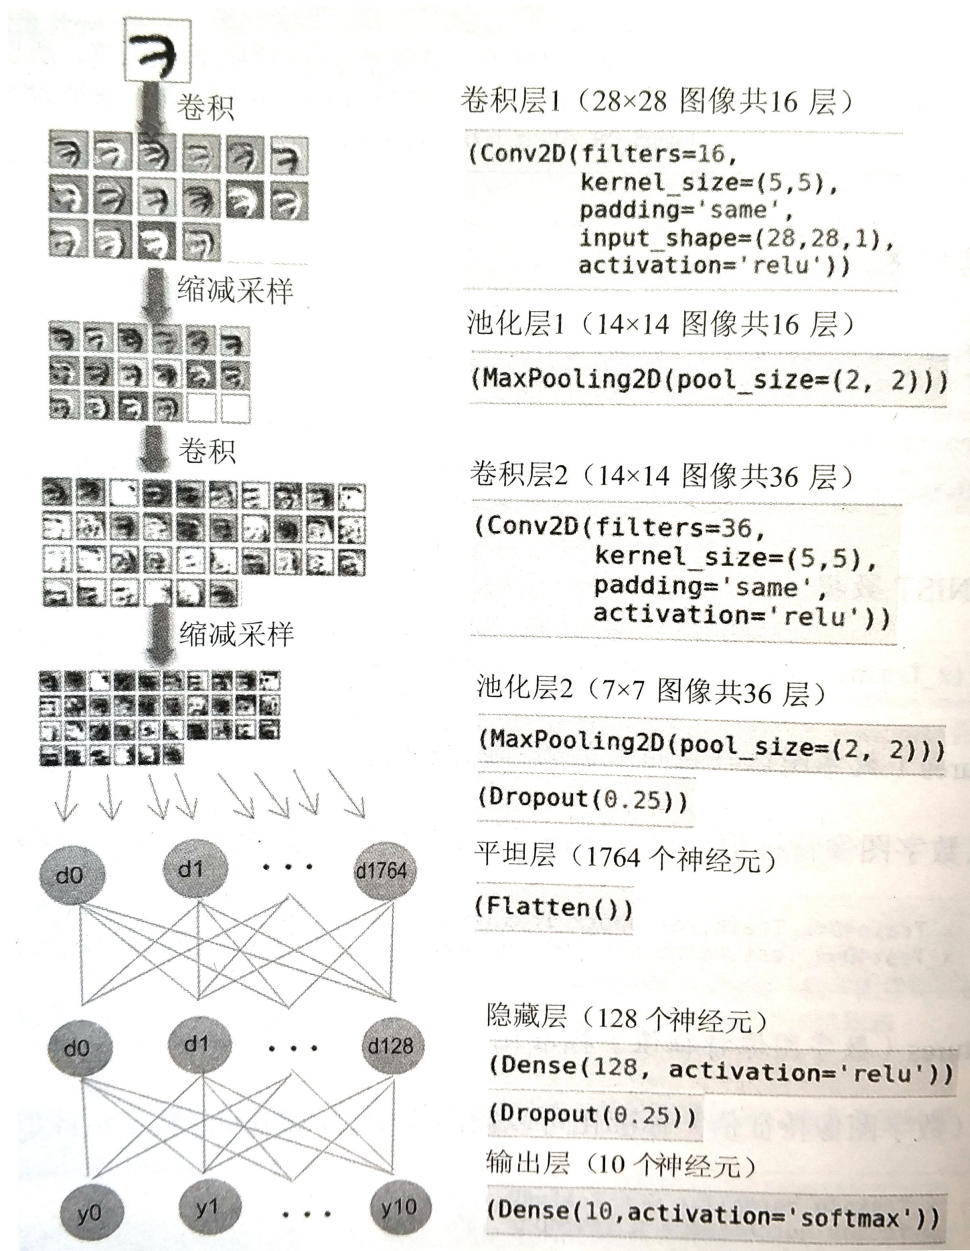 卷积
卷积层1（28×28 图像共16 层）
(Conv2D(filters=16,
kernel_size=(5,5),
padding='same',
input_shape=(28,28,1),
activation='relu'))
缩减采样
池化层1（14×14 图像共16 层）
(MaxPooling2D(pool_size=(2, 2)))
卷积
卷积层2（14×14 图像共36 层）
(Conv2D(filters=36,
kernel_size=(5,5),
padding='same',
activation='relu'))
缩减采样
池化层2（7×7 图像共36 层）
(MaxPooling2D(pool_size=(2, 2)))
(Dropout(0.25))
平坦层（1764 个神经元）
d0 d1 ... d1764
(Flatten())
隐藏层（128 个神经元）
d0 d1 ... d128
(Dense(128, activation='relu'))
(Dropout(0.25))
输出层（10 个神经元）
y0 y1 ... y10
(Dense(10,activation='softmax'))